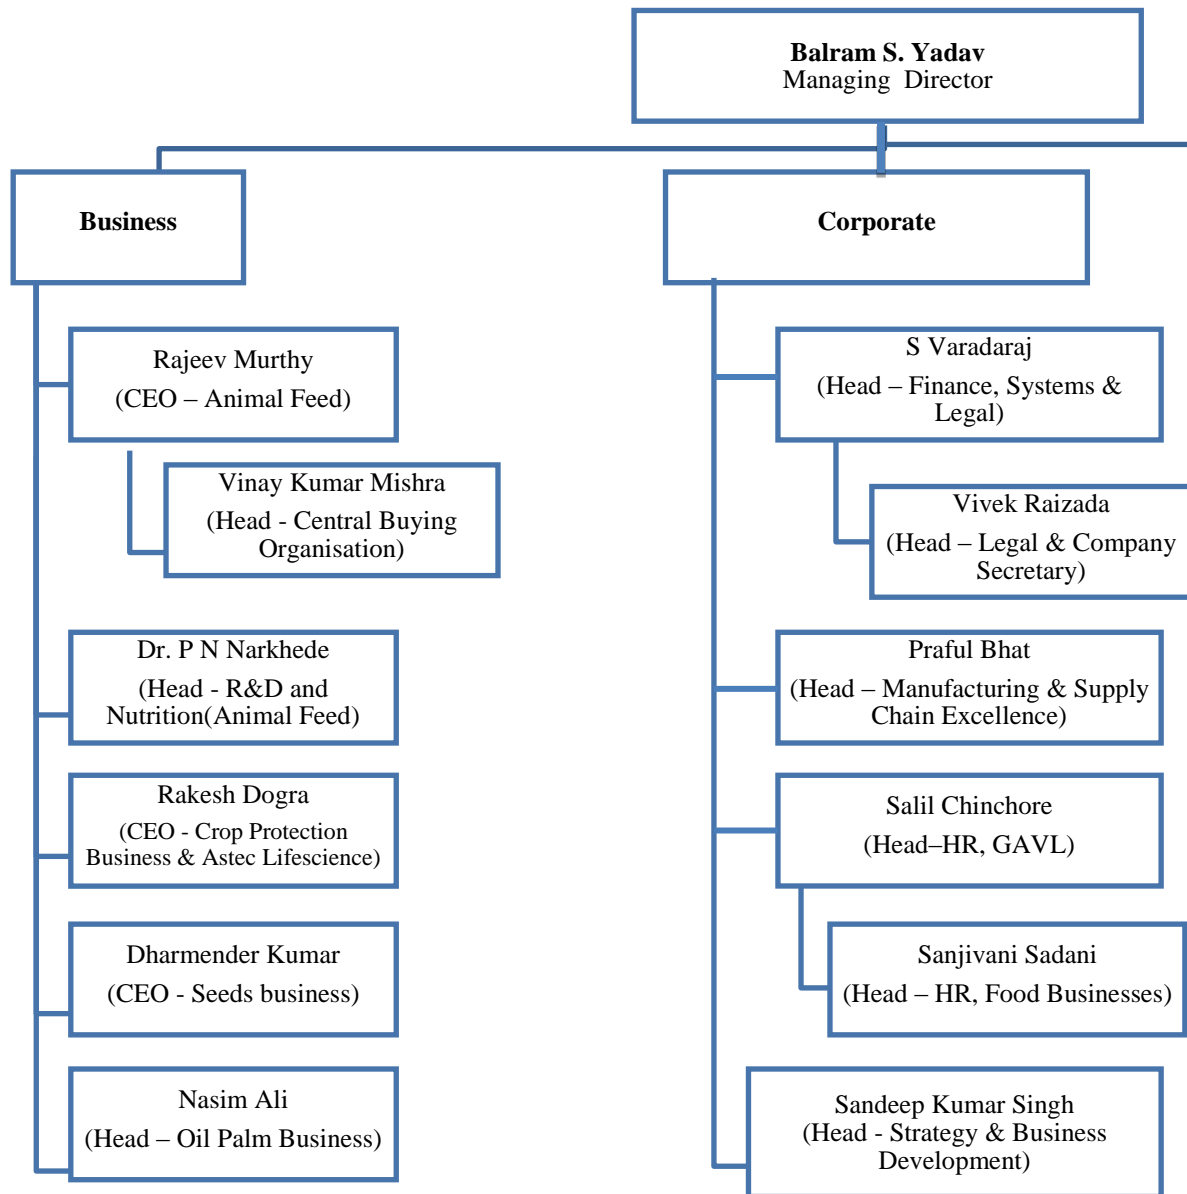 Balram S. Yadav
Managing Director
Business
Corporate
Rajeev Murthy
(CEO – Animal Feed)
Vinay Kumar Mishra
(Head - Central Buying
Organisation)
Dr. P N Narkhede
(Head - R&D and
Nutrition(Animal Feed)
Rakesh Dogra
(CEO - Crop Protection
Business & Astec Lifescience)
Dharmender Kumar
(CEO - Seeds business)
Nasim Ali
(Head – Oil Palm Business)
S Varadaraj
(Head – Finance, Systems &
Legal)
Vivek Raizada
(Head – Legal & Company
Secretary)
Praful Bhat
(Head – Manufacturing & Supply
Chain Excellence)
Salil Chinchore
(Head–HR, GAVL)
Sanjivani Sadani
(Head – HR, Food Businesses)
Sandeep Kumar Singh
(Head - Strategy & Business
Development)